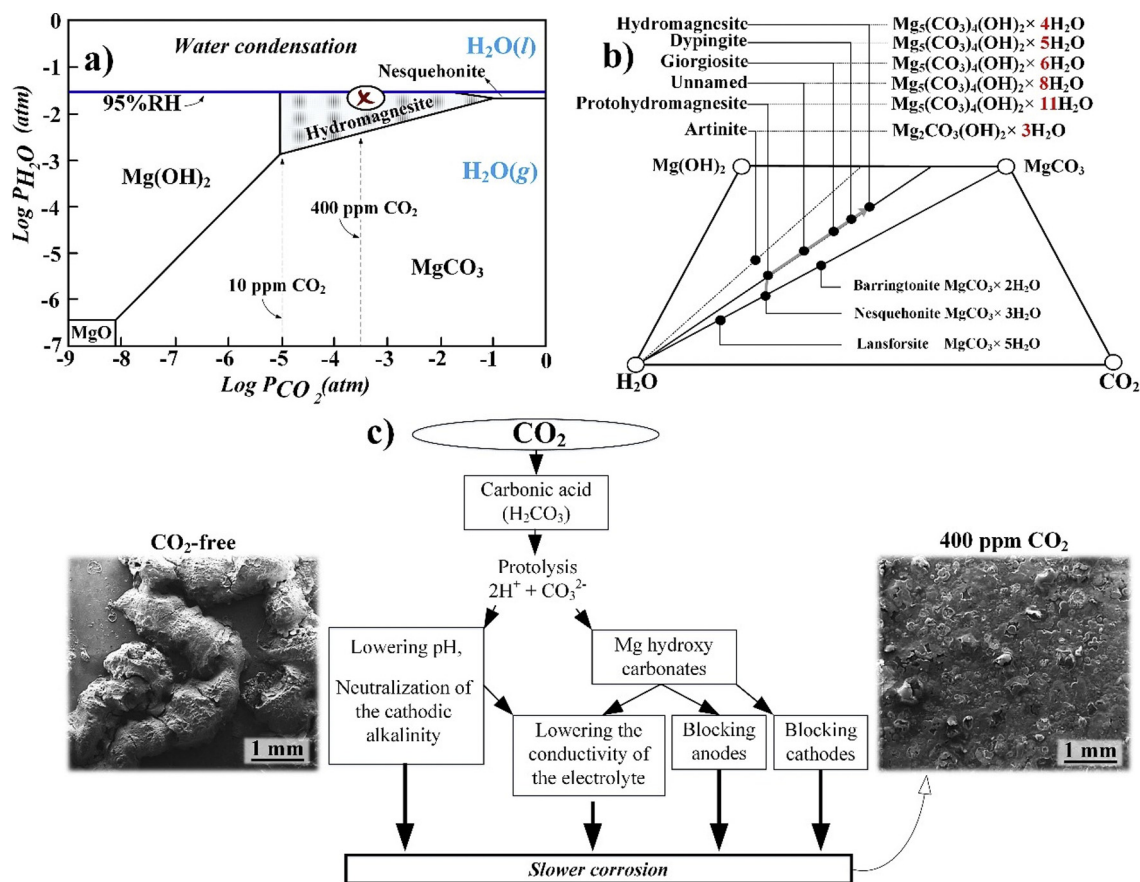 a)
Water condensation
H₂O(l)
Nesquehonite
95%RH
Hydromagnesite
Mg(OH)₂
H₂O(g)
400 ppm CO₂
MgCO₃
10 ppm CO₂
MgO
Log P_H₂O (atm)
0
-1
-2
-3
-4
-5
-6
-7
-9
-8
-7
-6
-5
-4
-3
-2
-1
0
Log P_CO₂ (atm)
b)
Hydromagnesite Mg₅(CO₃)₄(OH)₂× 4H₂O
Dypingite Mg₅(CO₃)₄(OH)₂× 5H₂O
Giorgiosite Mg₅(CO₃)₄(OH)₂× 6H₂O
Unnamed Mg₅(CO₃)₄(OH)₂× 8H₂O
Protohydromagnesite Mg₅(CO₃)₄(OH)₂× 11H₂O
Artinite Mg₂CO₃(OH)₂× 3H₂O
Mg(OH)₂
MgCO₃
Barringtonite MgCO₃× 2H₂O
Nesquehonite MgCO₃× 3H₂O
Lansforsite MgCO₃× 5H₂O
H₂O
CO₂
c)
CO₂
Carbonic acid
(H₂CO₃)
Protolysis
2H⁺ + CO₃²⁻
CO₂-free
1 mm
400 ppm CO₂
1 mm
Lowering pH,
Neutralization of
the cathodic
alkalinity
Mg hydroxy
carbonates
Lowering the
conductivity of
the electrolyte
Blocking
anodes
Blocking
cathodes
Slower corrosion